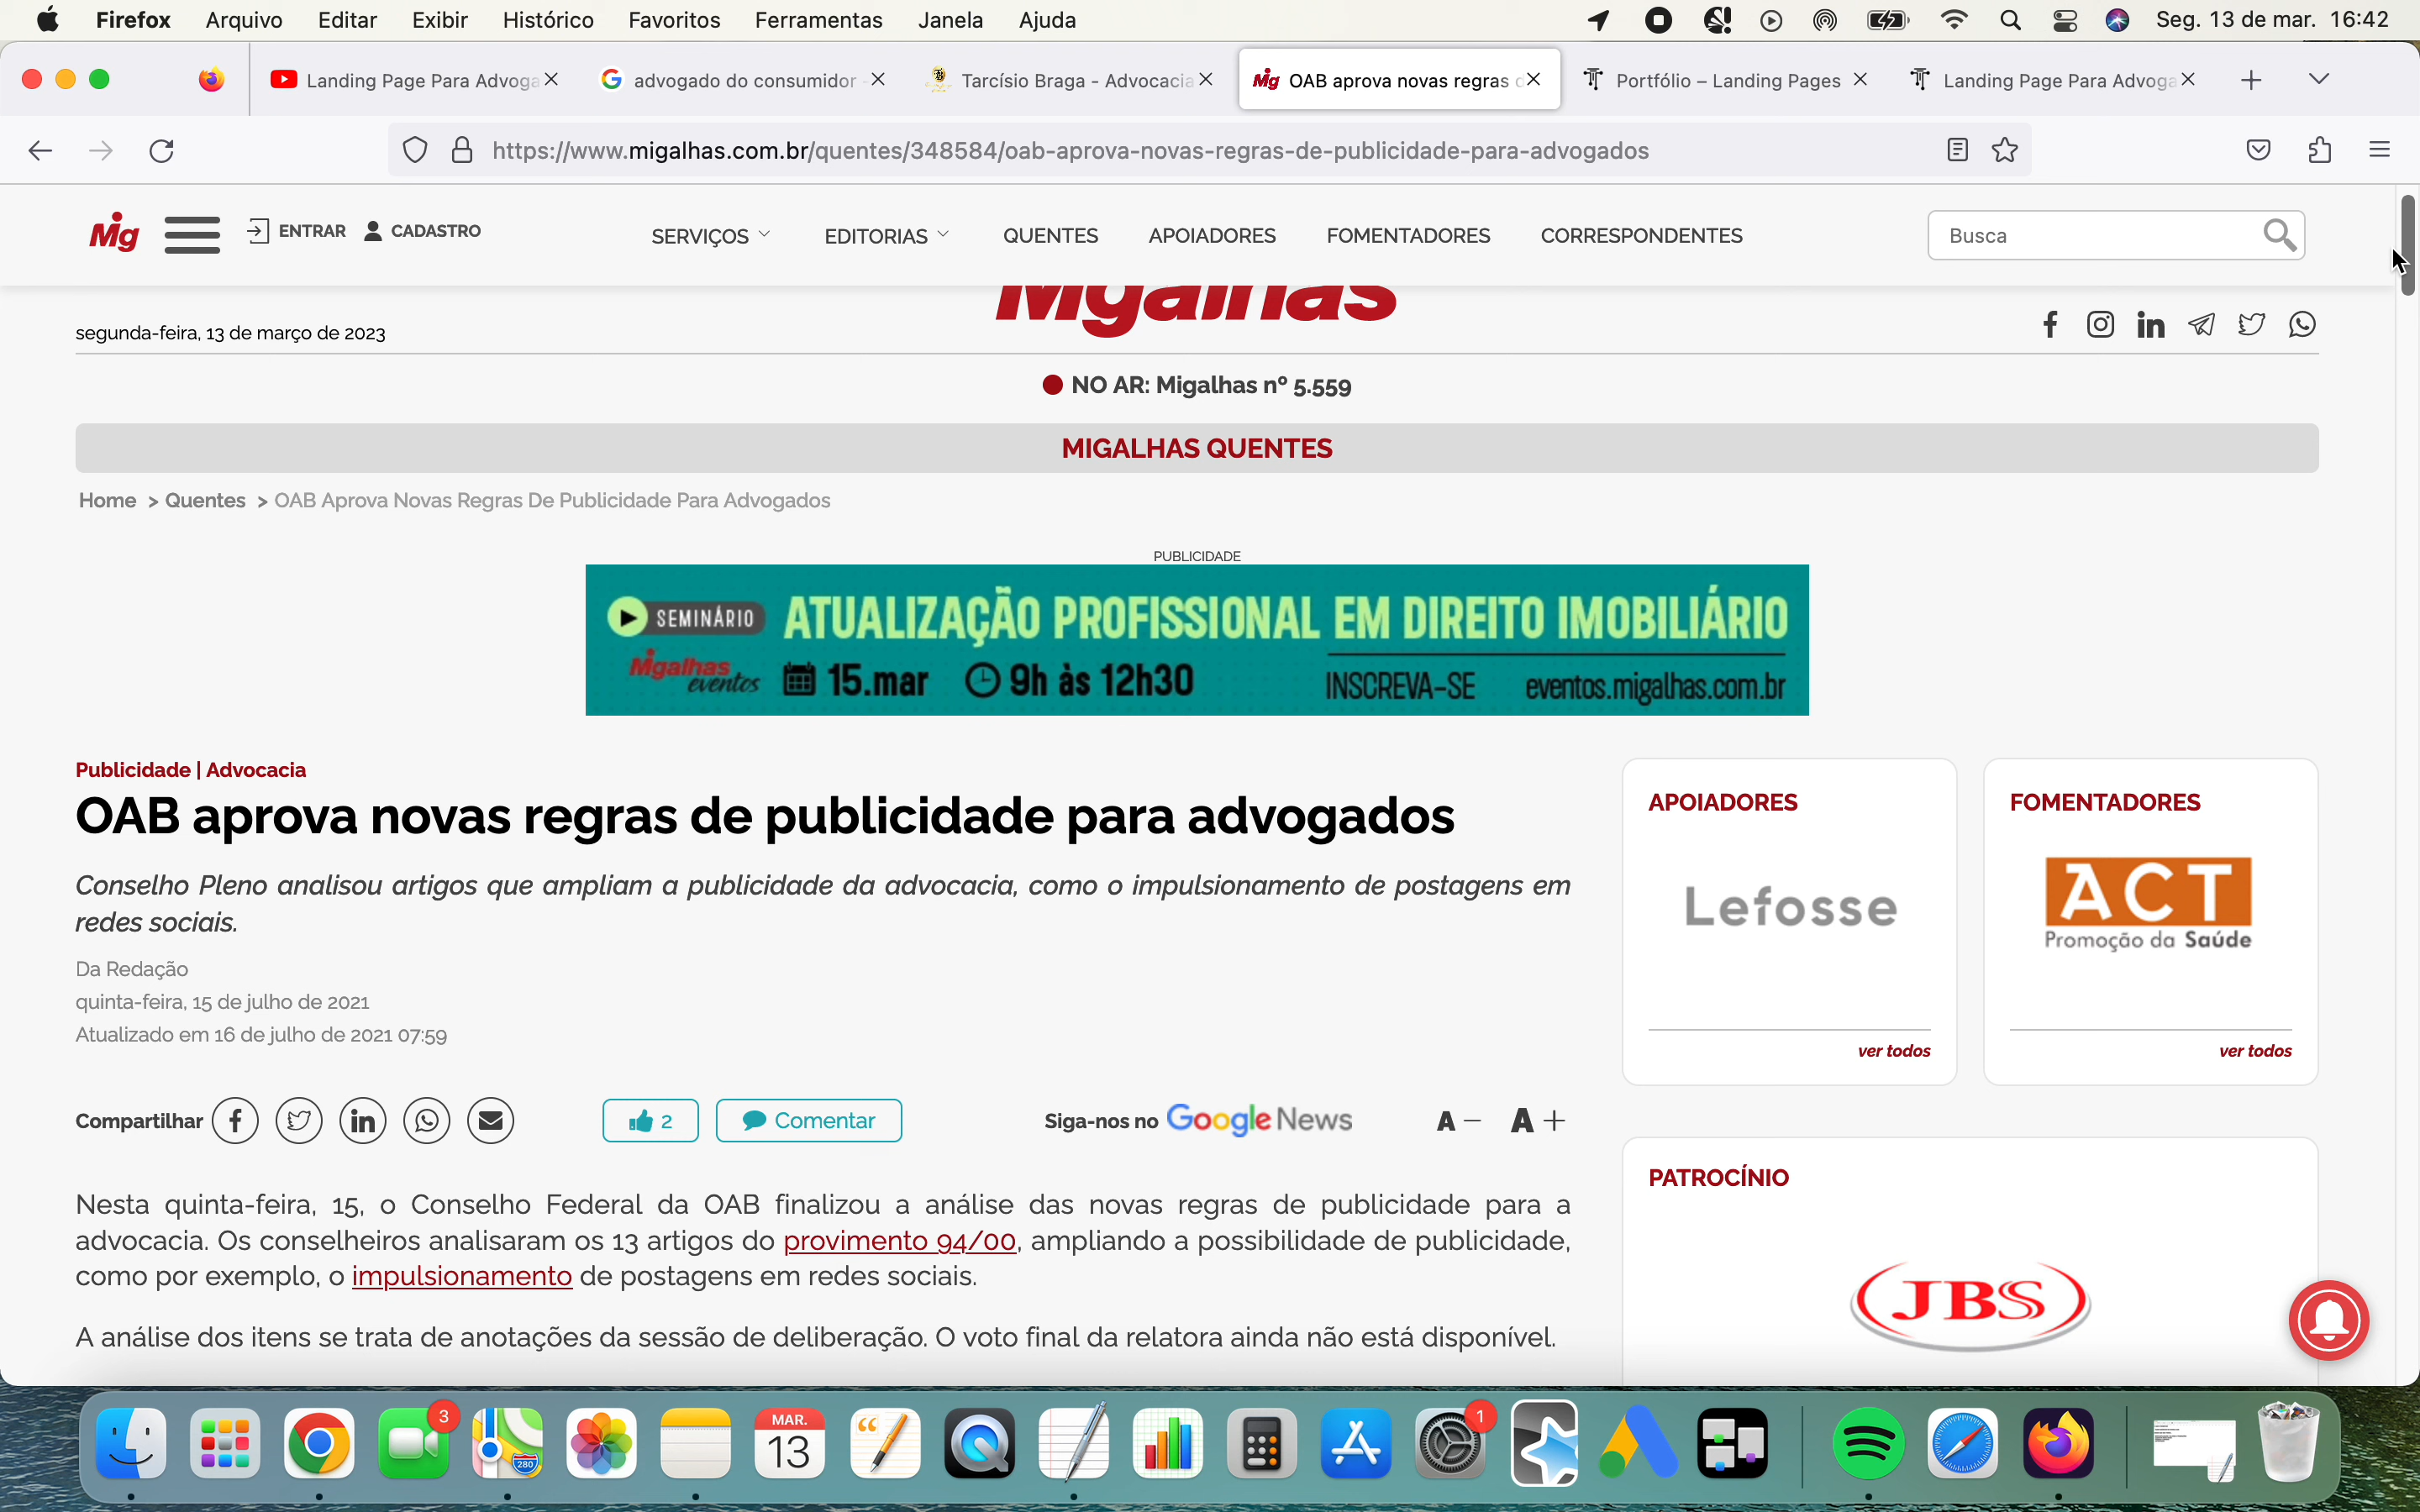 Firefox Arquivo Editar Exibir Histórico Favoritos Ferramentas Janela Ajuda Seg. 13 de mar. 16:42
Landing Page Para Advoga
advogado do consumidor -
Tarcísio Braga - Advocacia
Mg OAB aprova novas regras d
Portfólio – Landing Pages
Landing Page Para Advoga
https://www.migalhas.com.br/quentes/348584/oab-aprova-novas-regras-de-publicidade-para-advogados
Mg ENTRAR CADASTRO SERVIÇOS EDITORIAS QUENTES APOIADORES FOMENTADORES CORRESPONDENTES Busca
Migalhas
segunda-feira, 13 de março de 2023
NO AR: Migalhas nº 5.559
MIGALHAS QUENTES
Home > Quentes > OAB Aprova Novas Regras De Publicidade Para Advogados
PUBLICIDADE
SEMINÁRIO ATUALIZAÇÃO PROFISSIONAL EM DIREITO IMOBILIÁRIO
Migalhas eventos 15.mar 9h às 12h30 INSCREVA-SE eventos.migalhas.com.br
Publicidade | Advocacia
OAB aprova novas regras de publicidade para advogados
Conselho Pleno analisou artigos que ampliam a publicidade da advocacia, como o impulsionamento de postagens em
redes sociais.
Da Redação
quinta-feira, 15 de julho de 2021
Atualizado em 16 de julho de 2021 07:59
Compartilhar 2 Comentar Siga-nos no Google News A – A +
Nesta quinta-feira, 15, o Conselho Federal da OAB finalizou a análise das novas regras de publicidade para a
advocacia. Os conselheiros analisaram os 13 artigos do provimento 94/00, ampliando a possibilidade de publicidade,
como por exemplo, o impulsionamento de postagens em redes sociais.
A análise dos itens se trata de anotações da sessão de deliberação. O voto final da relatora ainda não está disponível.
APOIADORES
Lefosse
ver todos
FOMENTADORES
ACT
Promoção da Saúde
ver todos
PATROCÍNIO
JBS
3
280
MAR.
13
1